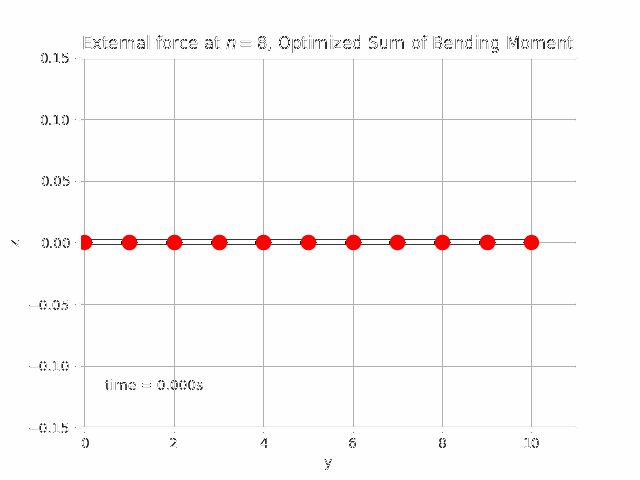 External force at n = 8, Optimized Sum of Bending Moment
0.15
0.10
0.05
0.00
−0.05
−0.10
−0.15
time = 0.000s
0 2 4 6 8 10
y